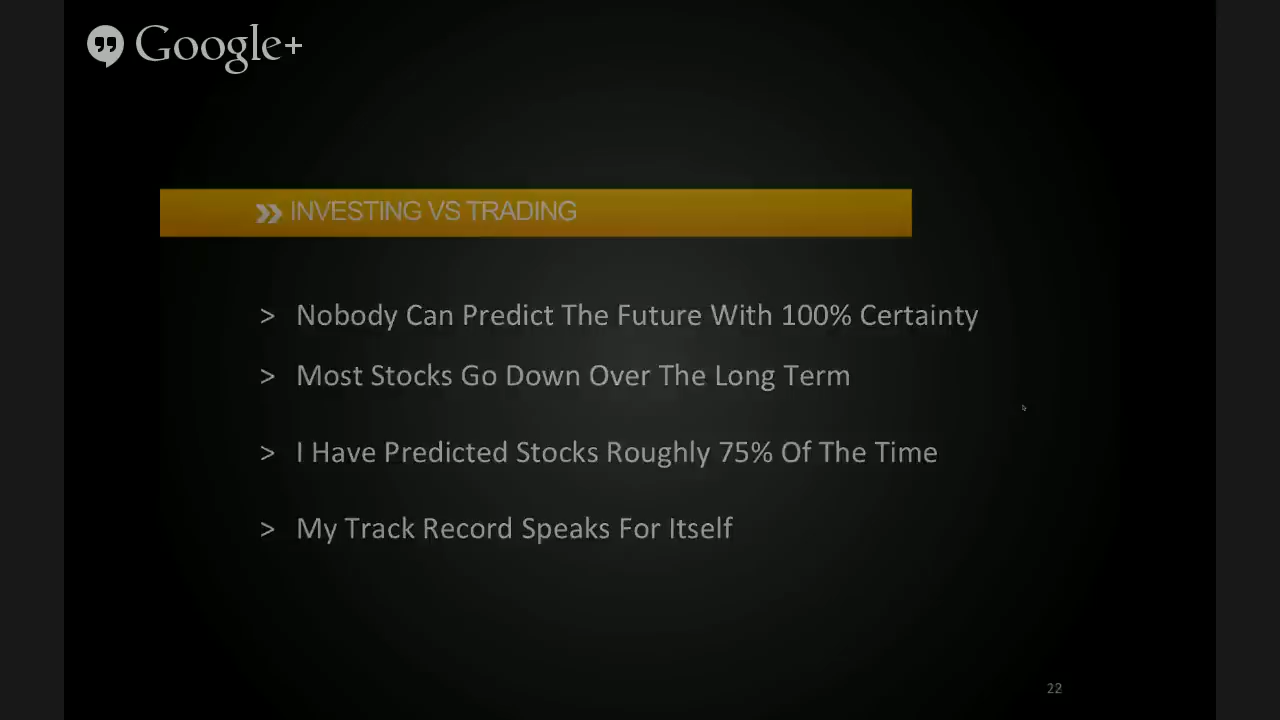 Google+
» INVESTING VS TRADING
> Nobody Can Predict The Future With 100% Certainty
> Most Stocks Go Down Over The Long Term
> I Have Predicted Stocks Roughly 75% Of The Time
> My Track Record Speaks For Itself
22